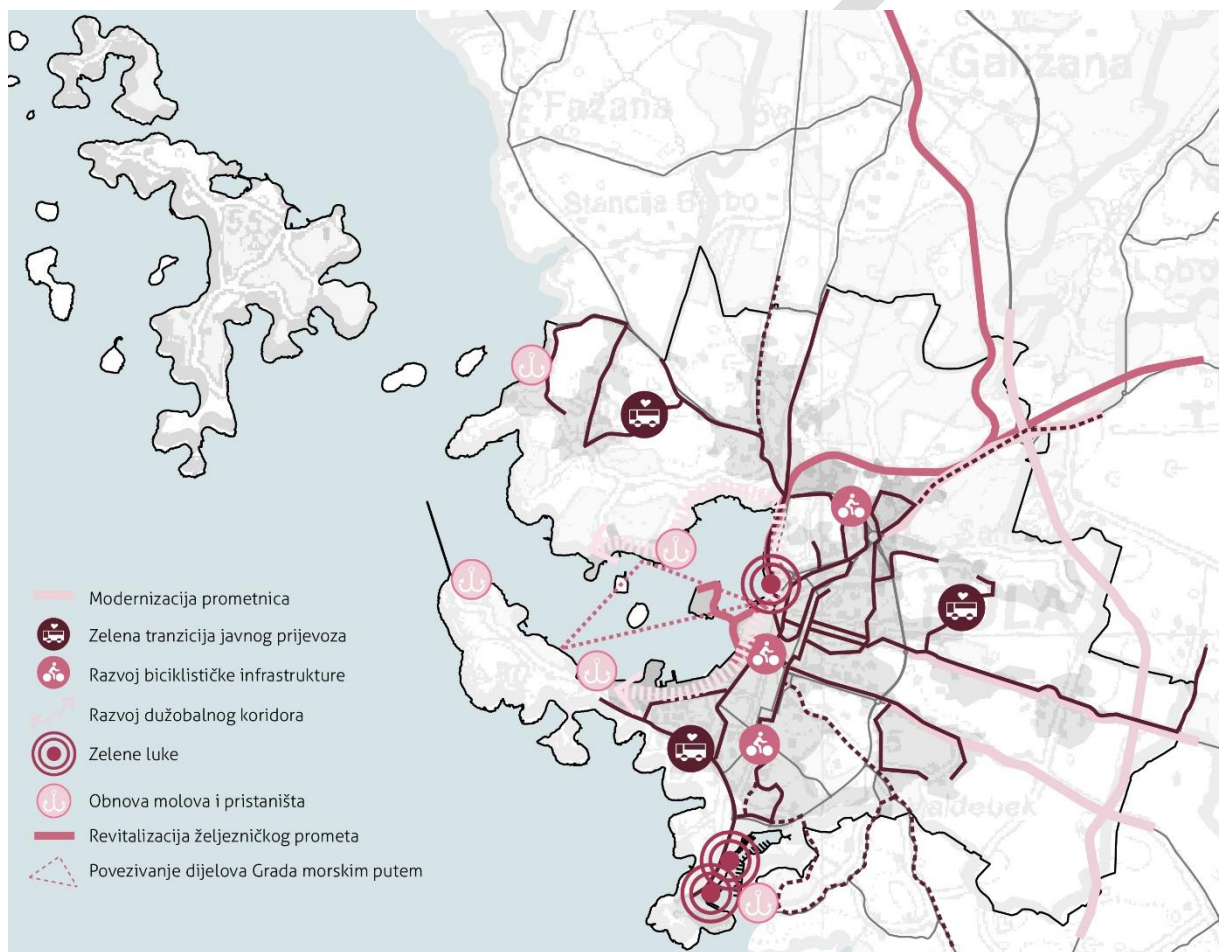 Galižana
Fažana
Stancija Barbo
Modernizacija prometnica
Zelena tranzicija javnog prijevoza
Razvoj biciklističke infrastrukture
Razvoj dužobalnog koridora
Zelene luke
Obnova molova i pristaništa
Revitalizacija željezničkog prometa
Povezivanje dijelova Grada morskim putem